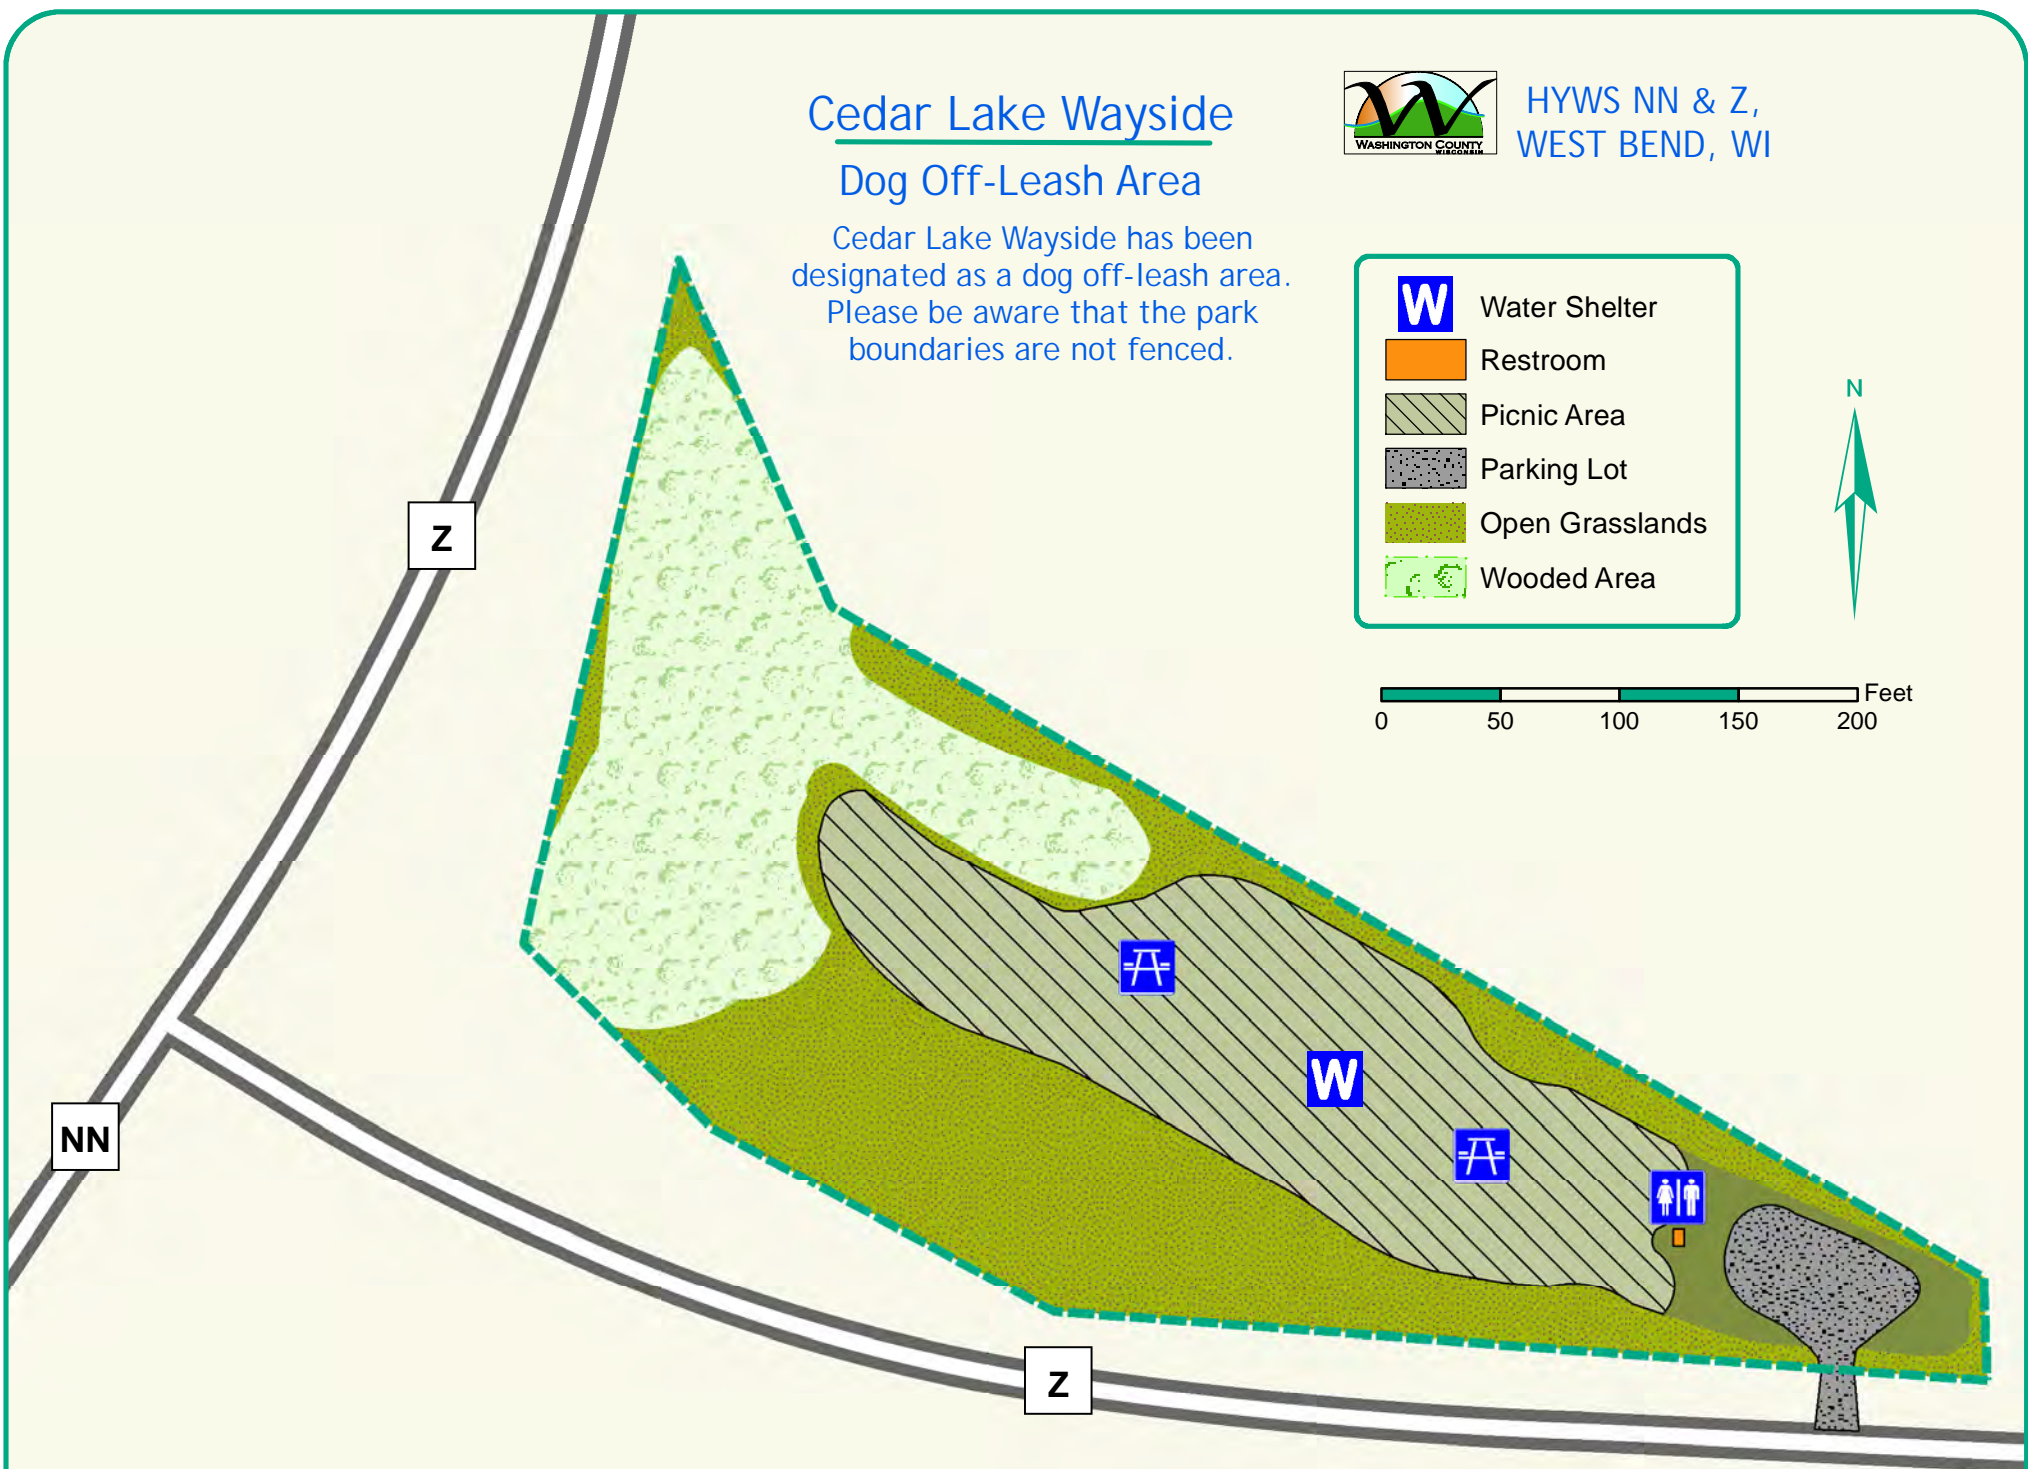 Cedar Lake Wayside
Dog Off-Leash Area
Cedar Lake Wayside has been
designated as a dog off-leash area.
Please be aware that the park
boundaries are not fenced.
W
WASHINGTON COUNTY
WISCONSIN
HYWS NN & Z,
WEST BEND, WI
W Water Shelter
Restroom
Picnic Area
Parking Lot
Open Grasslands
Wooded Area
N
Feet
0 50 100 150 200
Z
W
NN
Z